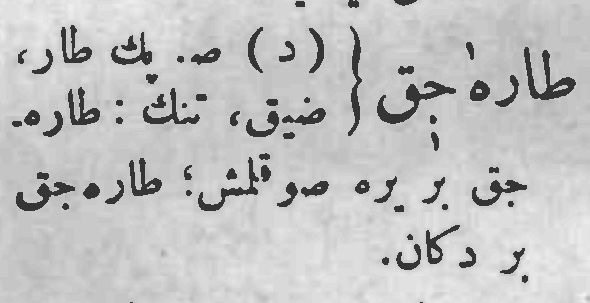 طاره‌جق { (د) ص. پك طار،
ضيق، تنك : طاره‌-
جق بر يره صوقلمش؛ طاره‌جق
بر دكان.